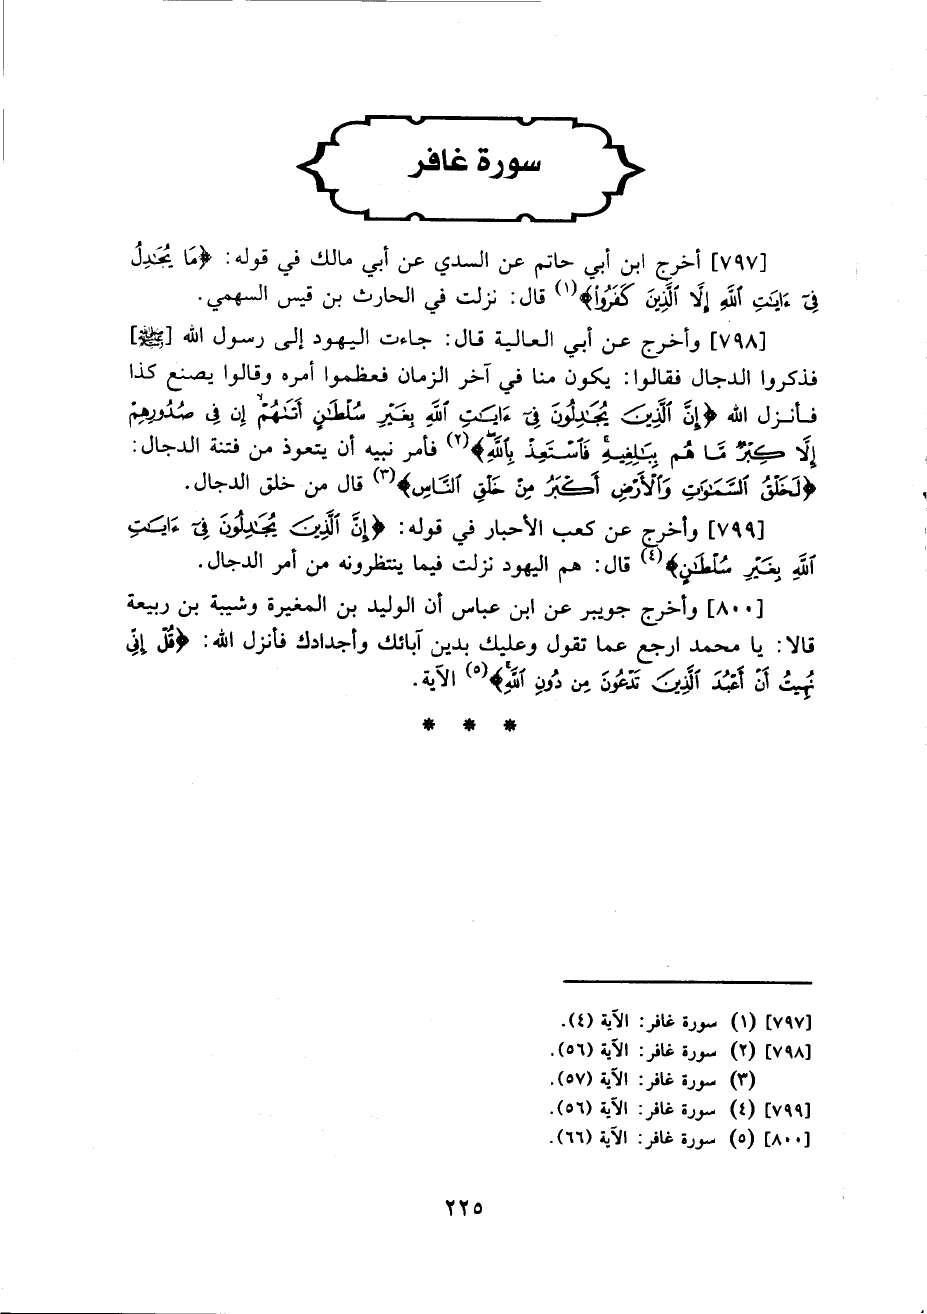 سورة غافر
[٧٩٧] أخرج ابن أبي حاتم عن السدي عن أبي مالك في قوله: ﴿مَا يُجَٰدِلُ
فِىٓ ءَايَٰتِ ٱللَّهِ إِلَّا ٱلَّذِينَ كَفَرُوا۟﴾(١) قال: نزلت في الحارث بن قيس السهمي.
[٧٩٨] وأخرج عن أبي العالية قال: جاءت اليهود إلى رسول الله [ﷺ]
فذكروا الدجال فقالوا: يكون منا في آخر الزمان فعظموا أمره وقالوا يصنع كذا
فأنزل الله ﴿إِنَّ ٱلَّذِينَ يُجَٰدِلُونَ فِىٓ ءَايَٰتِ ٱللَّهِ بِغَيْرِ سُلْطَٰنٍ أَتَىٰهُمْ ۙ إِن فِى صُدُورِهِمْ
إِلَّا كِبْرٌ مَّا هُم بِبَٰلِغِيهِ ۚ فَٱسْتَعِذْ بِٱللَّهِ ۖ﴾(٢) فأمر نبيه أن يتعوذ من فتنة الدجال:
﴿لَخَلْقُ ٱلسَّمَٰوَٰتِ وَٱلْأَرْضِ أَكْبَرُ مِنْ خَلْقِ ٱلنَّاسِ﴾(٣) قال من خلق الدجال.
[٧٩٩] وأخرج عن كعب الأحبار في قوله: ﴿إِنَّ ٱلَّذِينَ يُجَٰدِلُونَ فِىٓ ءَايَٰتِ
ٱللَّهِ بِغَيْرِ سُلْطَٰنٍ﴾(٤) قال: هم اليهود نزلت فيما ينتظرونه من أمر الدجال.
[٨٠٠] وأخرج جويبر عن ابن عباس أن الوليد بن المغيرة وشيبة بن ربيعة
قالا: يا محمد ارجع عما تقول وعليك بدين آبائك وأجدادك فأنزل الله: ﴿قُلْ إِنِّى
نُهِيتُ أَنْ أَعْبُدَ ٱلَّذِينَ تَدْعُونَ مِن دُونِ ٱللَّهِ﴾(٥) الآية.
* * *
[٧٩٧] (١) سورة غافر: الآية (٤).
[٧٩٨] (٢) سورة غافر: الآية (٥٦).
(٣) سورة غافر: الآية (٥٧).
[٧٩٩] (٤) سورة غافر: الآية (٥٦).
[٨٠٠] (٥) سورة غافر: الآية (٦٦).
٢٢٥